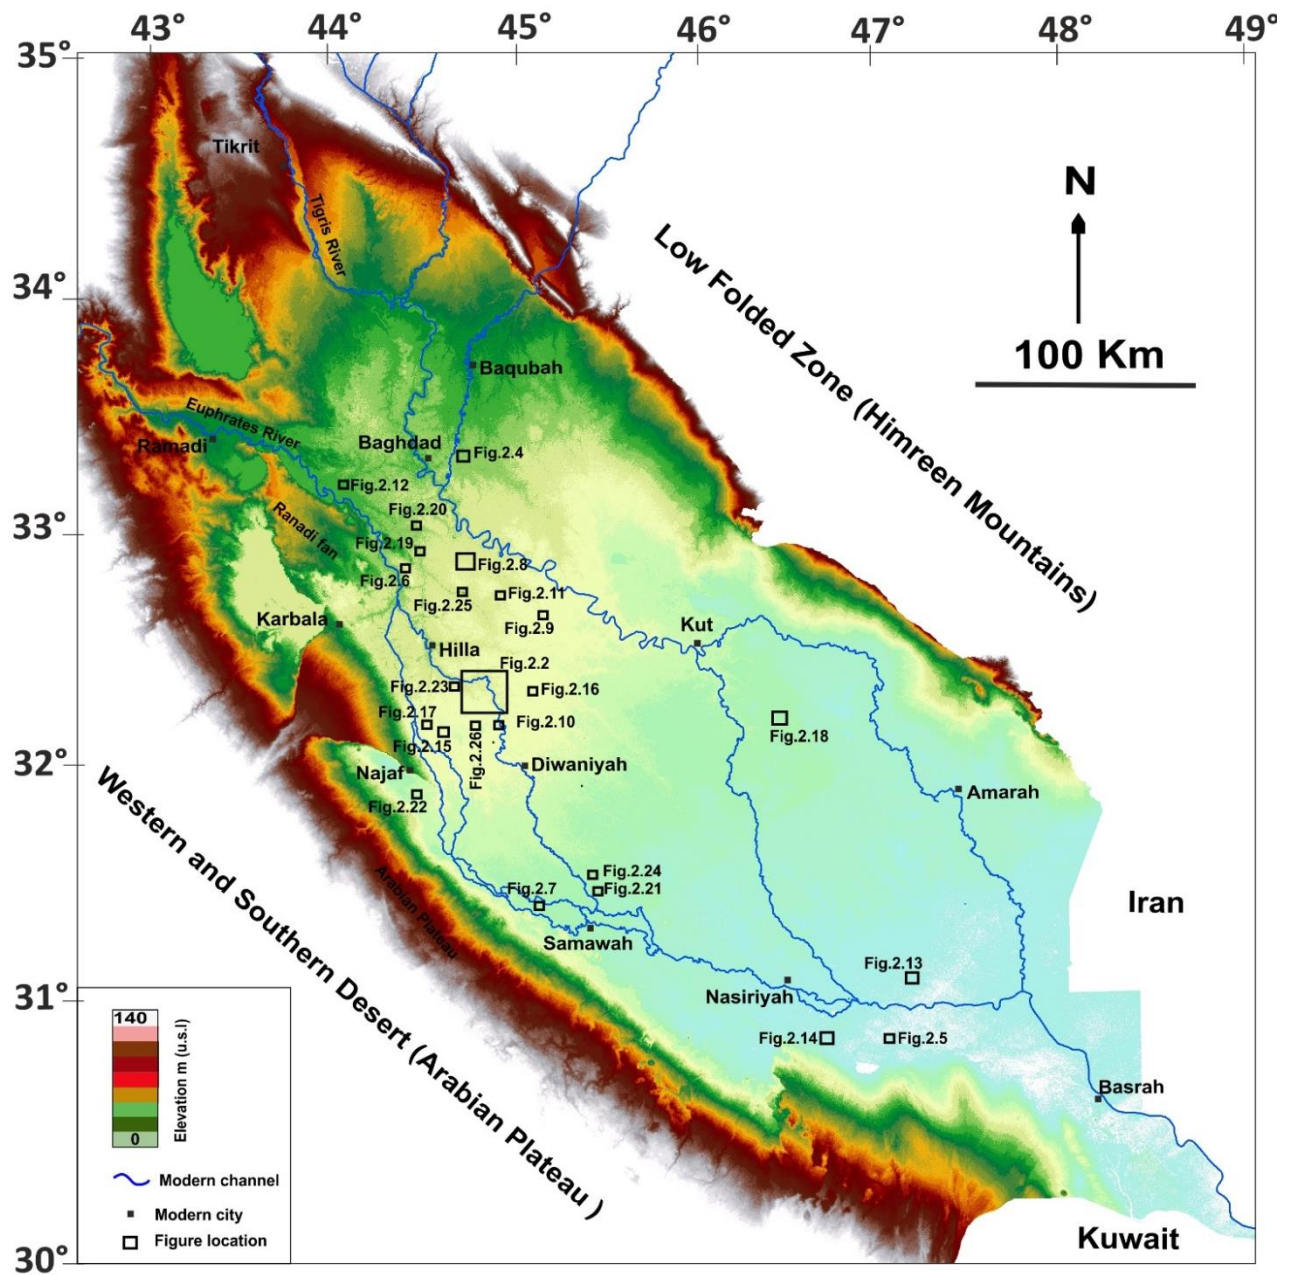 43° 44° 45° 46° 47° 48° 49°
35°
Tikrit
N
Tigris River
Low Folded Zone (Himreen Mountains)
34°
100 Km
Baqubah
Euphrates River
Ramadi
Baghdad
Fig.2.4
Fig.2.12
Fig.2.20
33°
Ranadi fan
Fig.2.19
Fig.2.8
Fig.2.6
Fig.2.11
Fig.2.25
Karbala
Fig.2.9
Kut
Hilla
Fig.2.2
Fig.2.23
Fig.2.16
Fig.2.17
Fig.2.10
Fig.2.15
Fig.2.26
Fig.2.18
32°
Najaf
Diwaniyah
Fig.2.22
Amarah
Western and Southern Desert (Arabian Plateau )
Arabian Plateau
Fig.2.24
Fig.2.7
Fig.2.21
Iran
Samawah
Fig.2.13
31°
Nasiriyah
Fig.2.14
Fig.2.5
140
Elevation m (u.s.l)
0
Basrah
Modern channel
Modern city
Figure location
Kuwait
30°